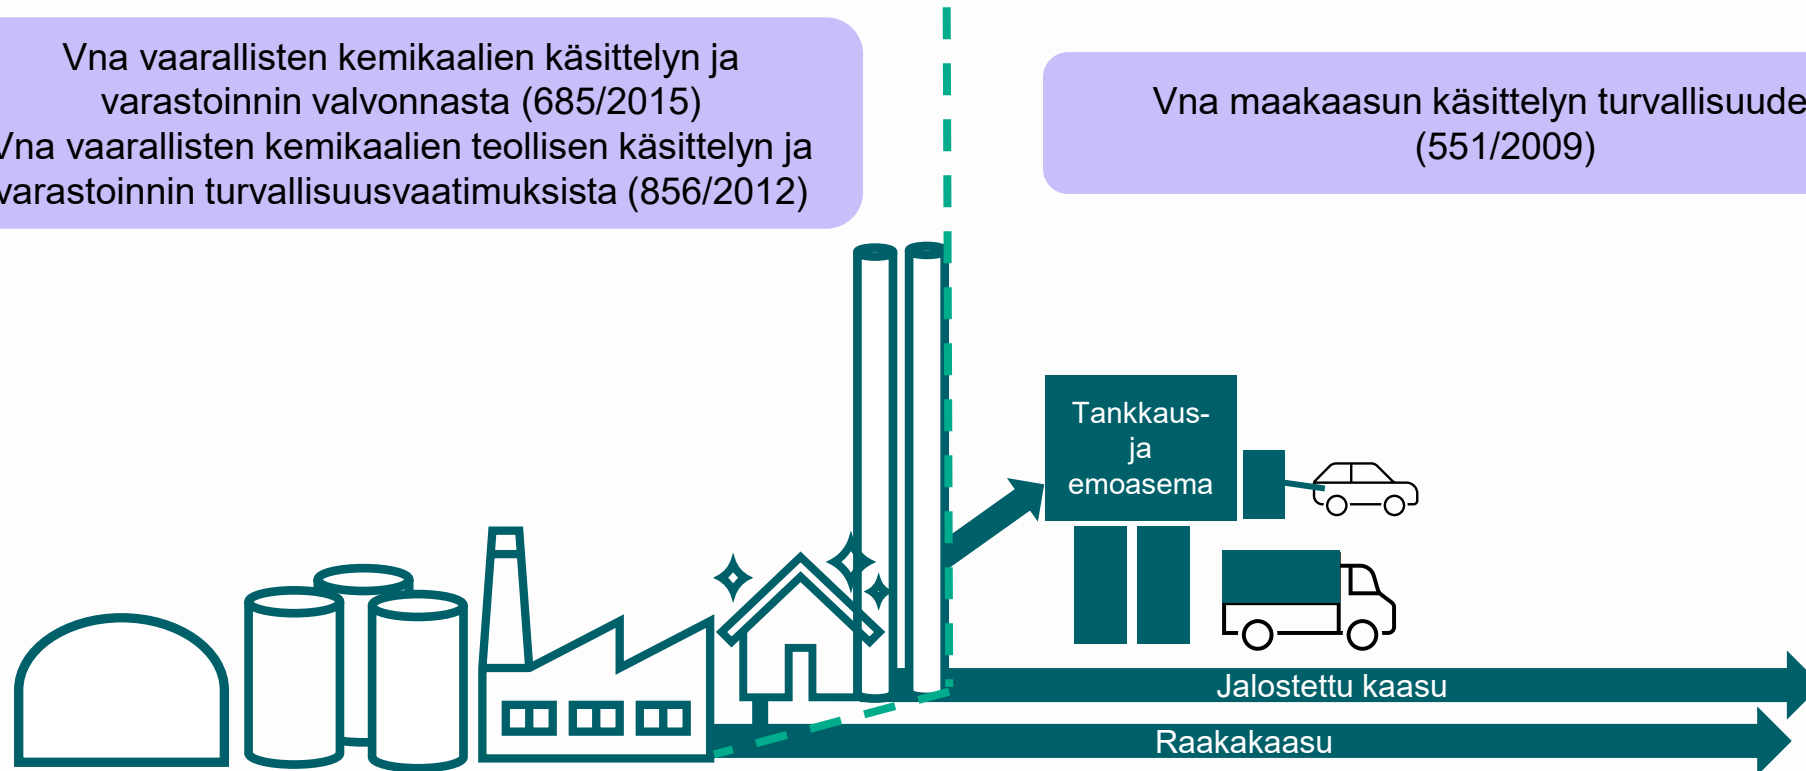 Vna vaarallisten kemikaalien käsittelyn ja
varastoinnin valvonnasta (685/2015)
Vna vaarallisten kemikaalien teollisen käsittelyn ja
varastoinnin turvallisuusvaatimuksista (856/2012)
Vna maakaasun käsittelyn turvallisuude
(551/2009)
Tankkaus-
ja
emoasema
Jalostettu kaasu
Raakakaasu